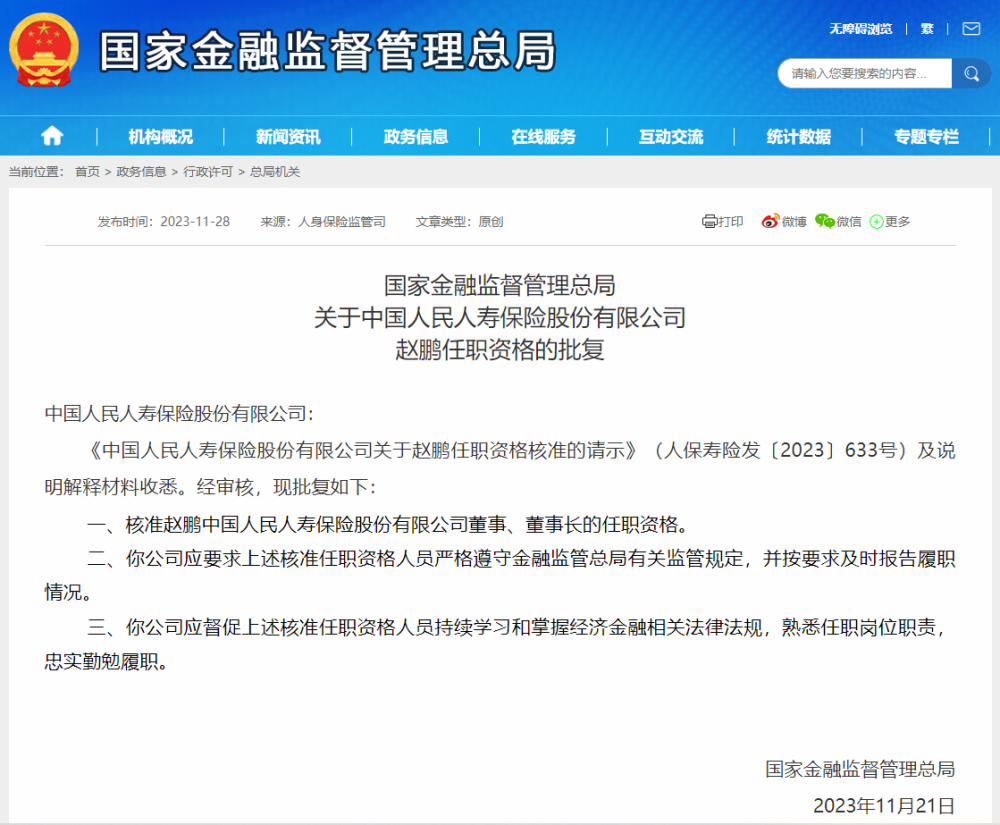 国家金融监督管理总局
无障碍浏览 | 繁 |
请输入您要搜索的内容...
机构概况 | 新闻资讯 | 政务信息 | 在线服务 | 互动交流 | 统计数据 | 专题专栏
当前位置： 首页 > 政务信息 > 行政许可 > 总局机关
发布时间：2023-11-28 来源：人身保险监管司 文章类型：原创 打印 微博 微信 更多
国家金融监督管理总局
关于中国人民人寿保险股份有限公司
赵鹏任职资格的批复
中国人民人寿保险股份有限公司：
《中国人民人寿保险股份有限公司关于赵鹏任职资格核准的请示》（人保寿险发〔2023〕633号）及说
明解释材料收悉。经审核，现批复如下：
一、核准赵鹏中国人民人寿保险股份有限公司董事、董事长的任职资格。
二、你公司应要求上述核准任职资格人员严格遵守金融监管总局有关监管规定，并按要求及时报告履职
情况。
三、你公司应督促上述核准任职资格人员持续学习和掌握经济金融相关法律法规，熟悉任职岗位职责，
忠实勤勉履职。
国家金融监督管理总局
2023年11月21日